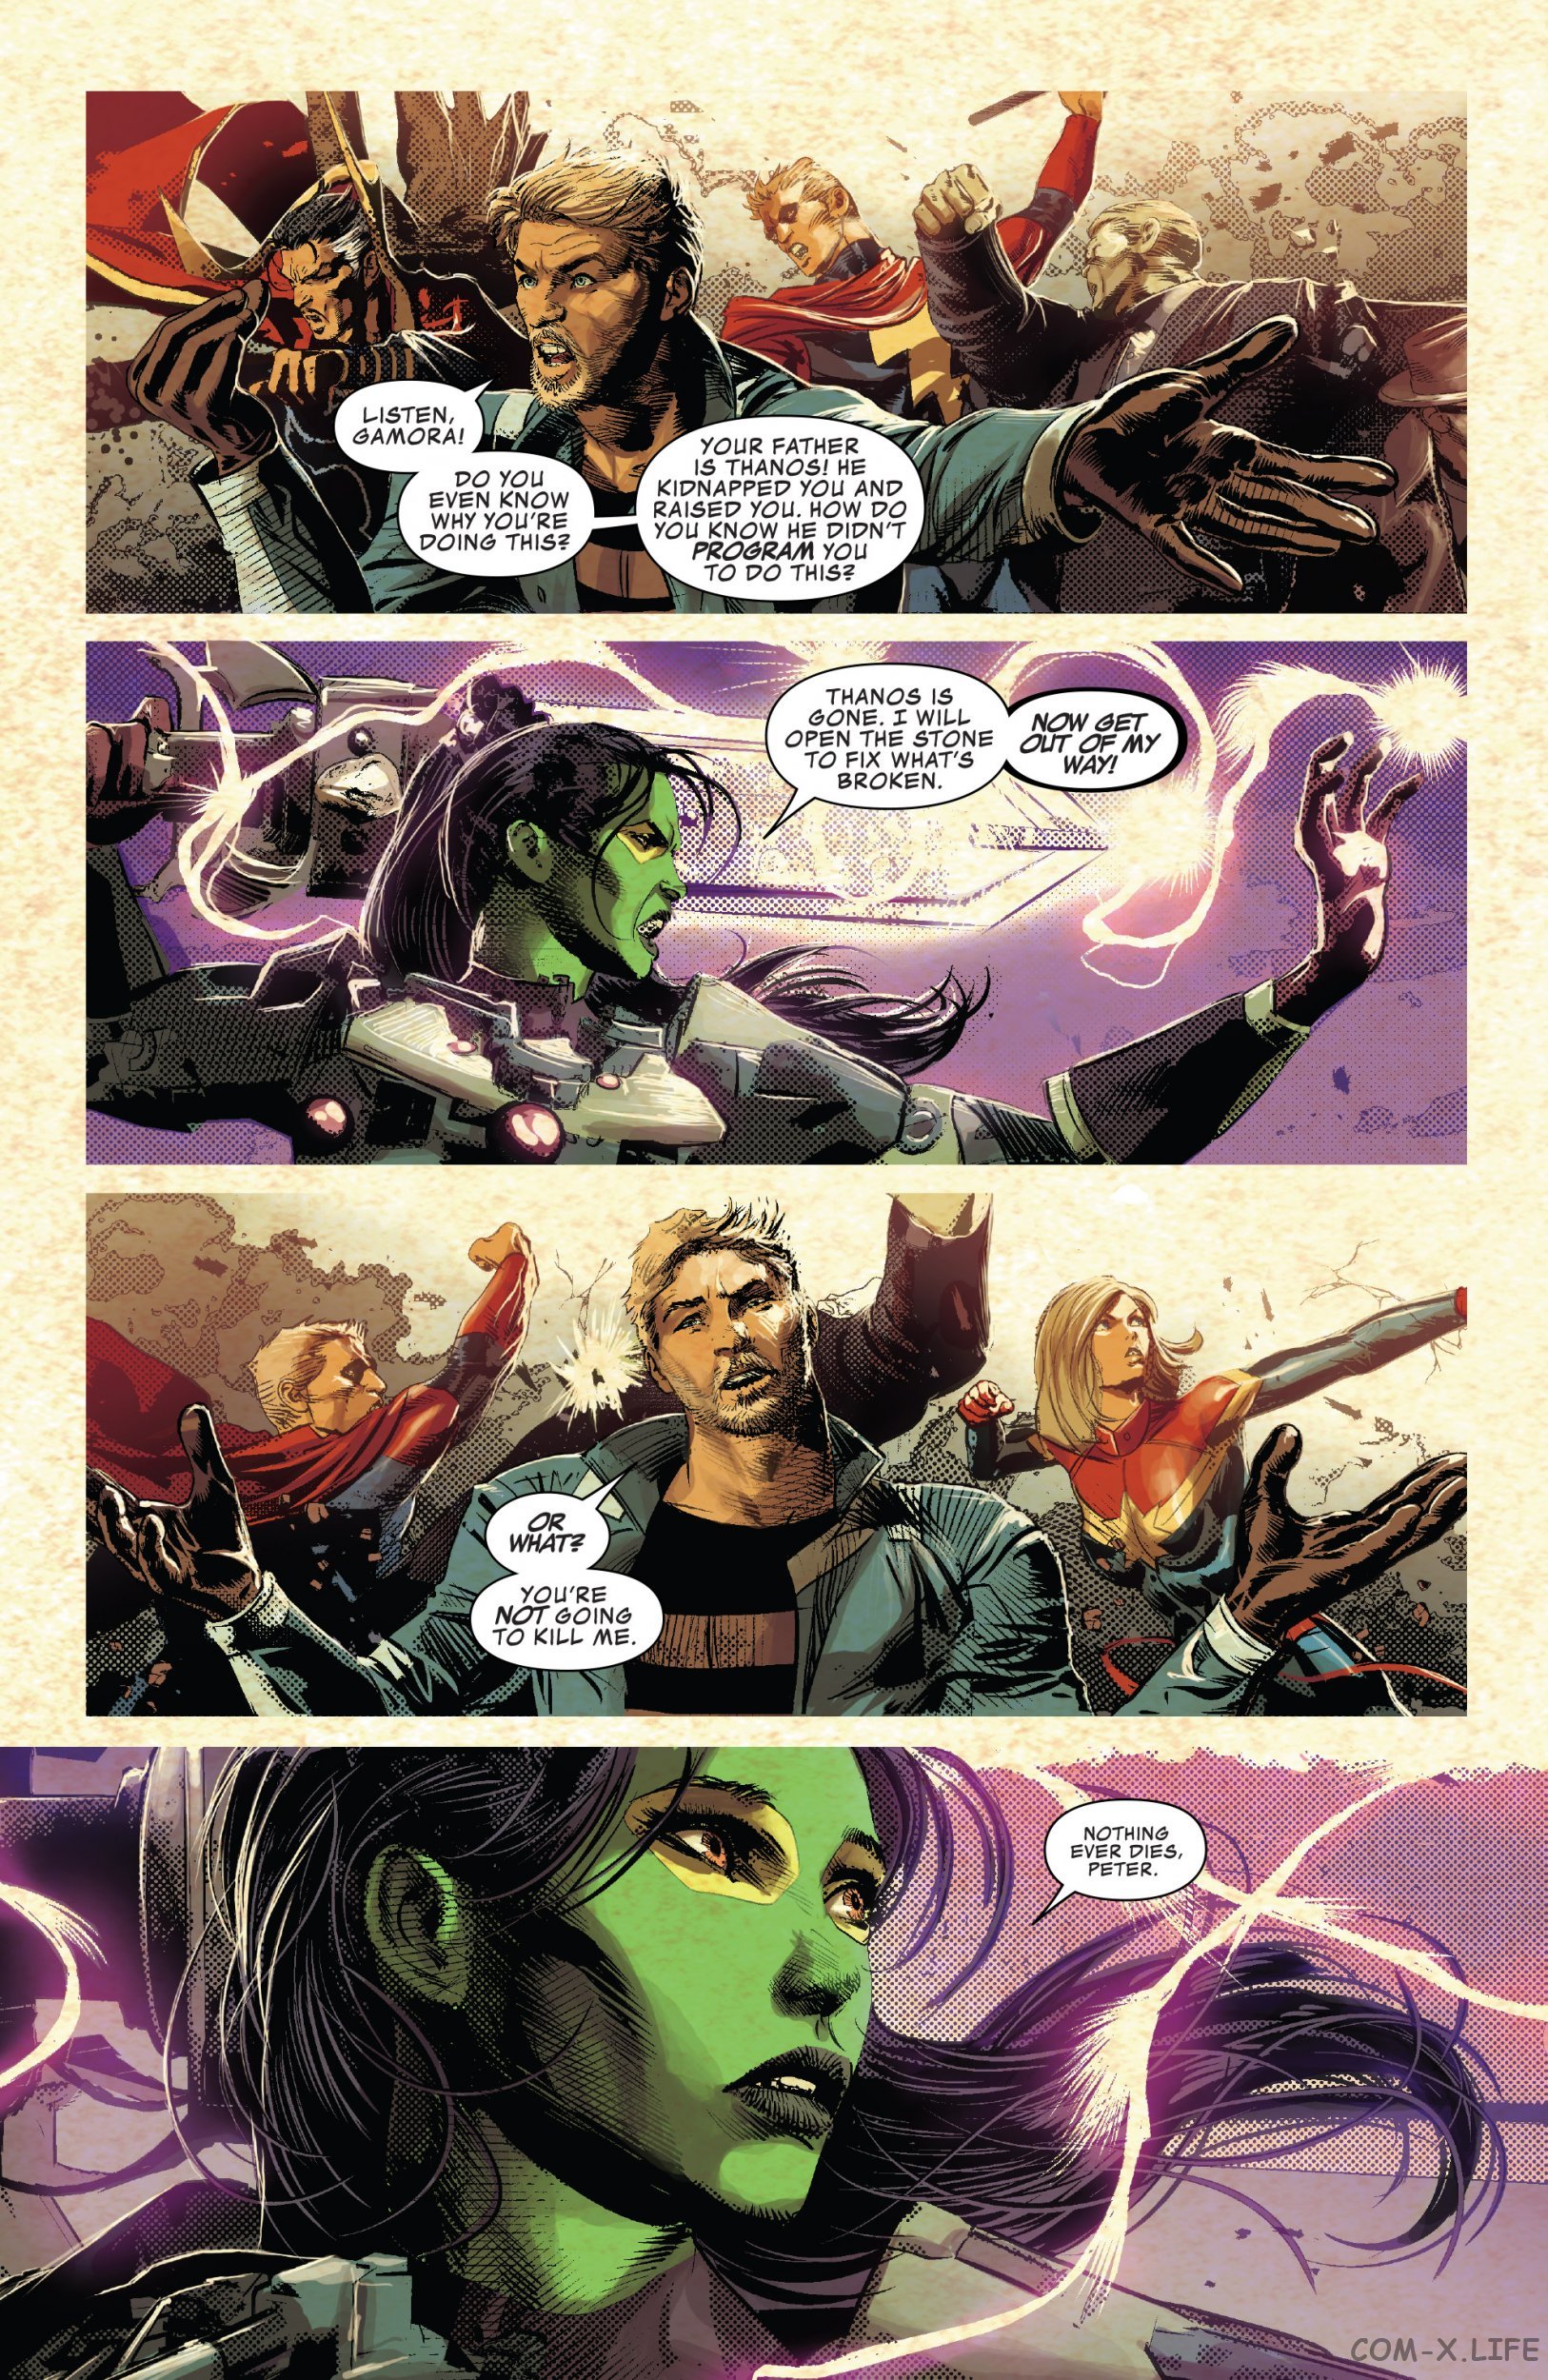 LISTEN,
GAMORA!
DO YOU
EVEN KNOW
WHY YOU'RE
DOING THIS?
YOUR FATHER
IS THANOS! HE
KIDNAPPED YOU AND
RAISED YOU. HOW DO
YOU KNOW HE DIDN'T
PROGRAM YOU
TO DO THIS?
THANOS IS
GONE. I WILL
OPEN THE STONE
TO FIX WHAT'S
BROKEN.
NOW GET
OUT OF MY
WAY!
OR
WHAT?
YOU'RE
NOT GOING
TO KILL ME.
NOTHING
EVER DIES,
PETER.
COM-X.LIFE